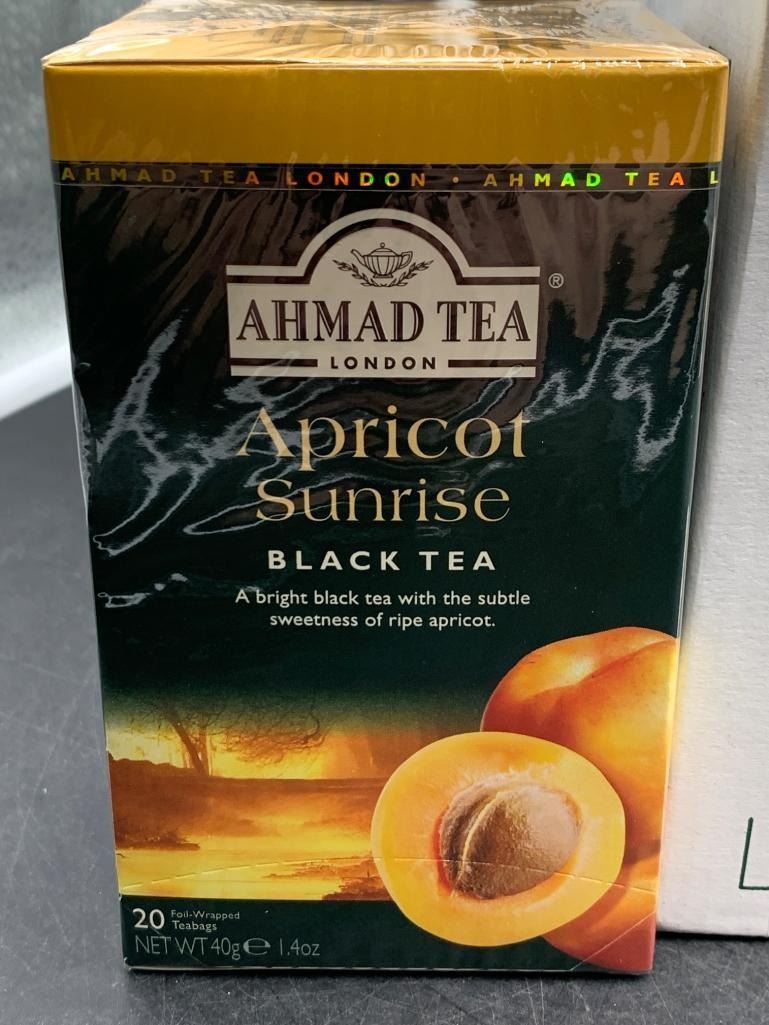 AHMAD TEA LONDON • AHMAD TEA L
AHMAD TEA ®
LONDON
Apricot
Sunrise
BLACK TEA
A bright black tea with the subtle
sweetness of ripe apricot.
20 Foil-Wrapped
Teabags
NET WT 40g ℮ 1.4oz